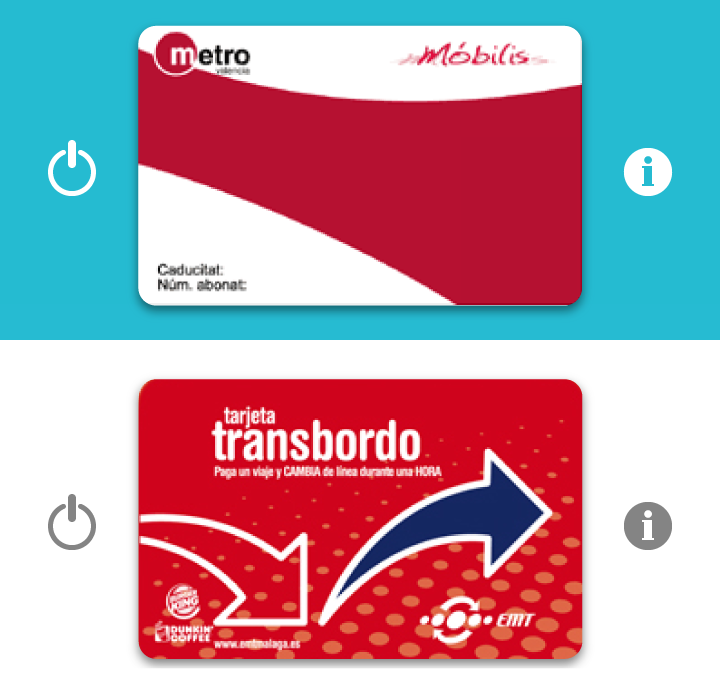 metro
valencia
Móbilis
Caducitat:
Núm. abonat:
tarjeta
transbordo
Paga un viaje y CAMBIA de línea durante una HORA
BURGER
KING
DUNKIN'
COFFEE
www.emtmalaga.es
EMT